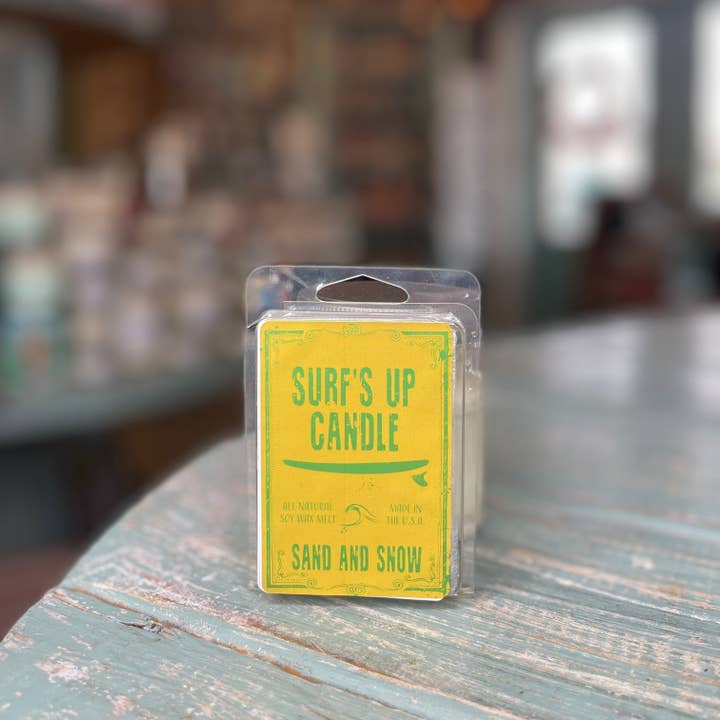 SURF'S UP
CANDLE
ALL NATURAL
SOY WAX MELT
MADE IN
THE U.S.A.
SAND AND SNOW